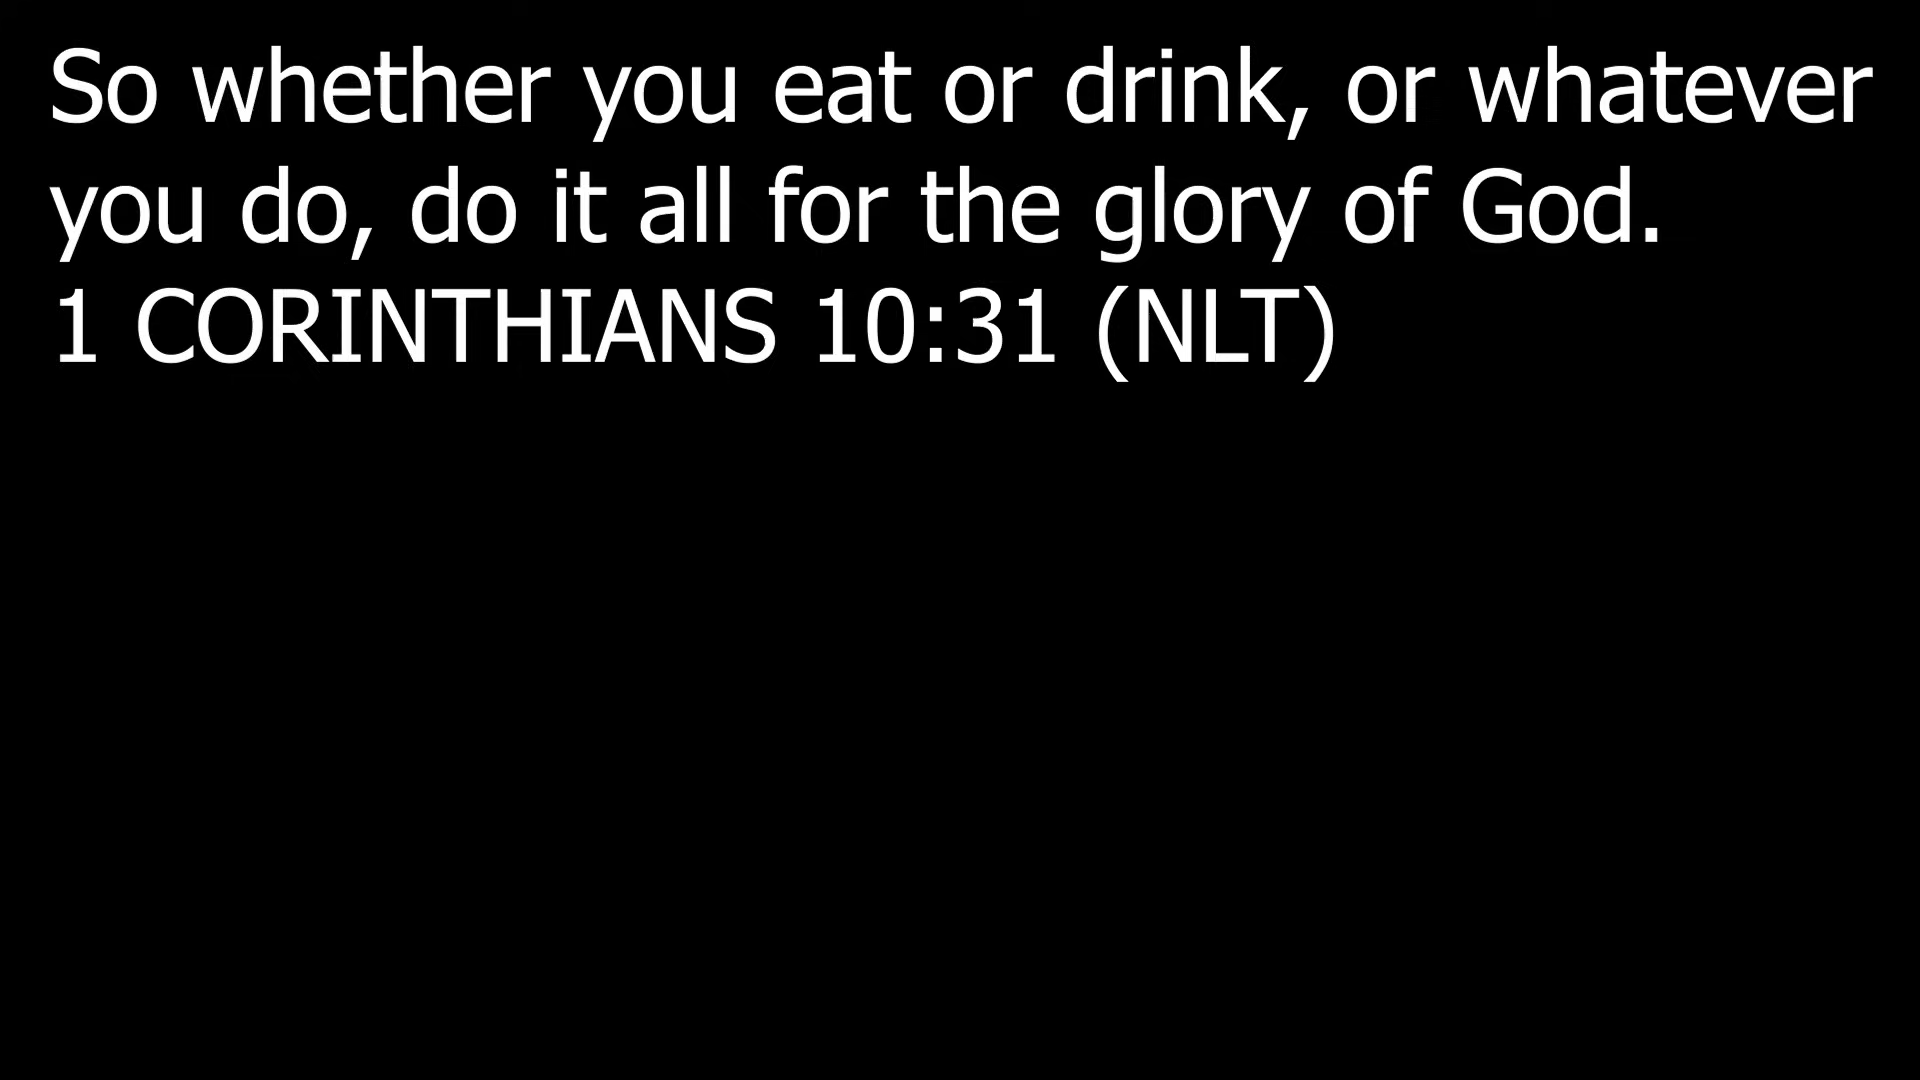 So whether you eat or drink, or whatever
you do, do it all for the glory of God.
1 CORINTHIANS 10:31 (NLT)